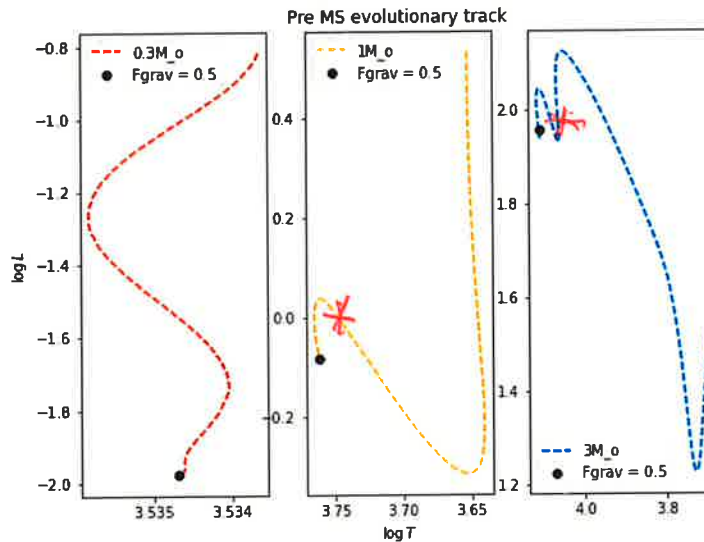 Pre MS evolutionary track
0.3M_o
Fgrav = 0.5
-0.8
-1.0
-1.2
-1.4
-1.6
-1.8
-2.0
log L
3.535
3.534
1M_o
Fgrav = 0.5
0.4
0.2
0.0
-0.2
3.75
3.70
3.65
log T
2.0
1.8
1.6
1.4
1.2
3M_o
Fgrav = 0.5
4.0
3.8